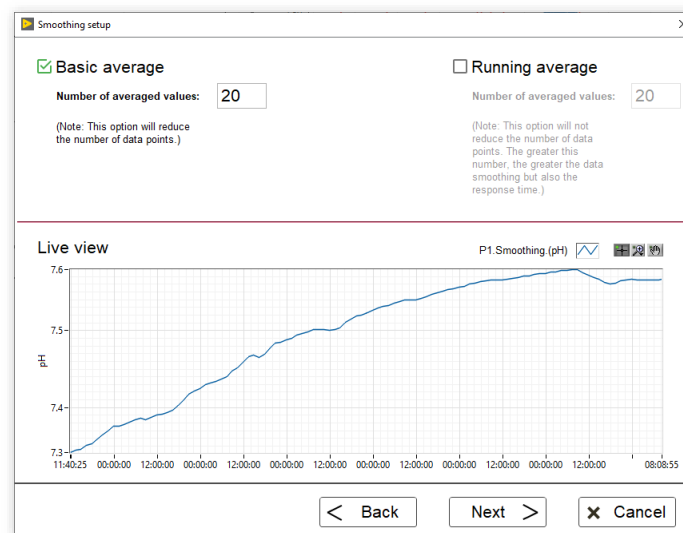 Smoothing setup
Basic average
Number of averaged values: 20
(Note: This option will reduce
the number of data points.)
Running average
Number of averaged values: 20
(Note: This option will not
reduce the number of data
points. The greater this
number, the greater the data
smoothing but also the
response time.)
Live view
P1.Smoothing.(pH)
7.6
7.5
pH
7.4
7.3
11:40:25 00:00:00 12:00:00 00:00:00 12:00:00 00:00:00 12:00:00 00:00:00 12:00:00 00:00:00 12:00:00 00:00:00 12:00:00 08:08:55
< Back
Next >
Cancel